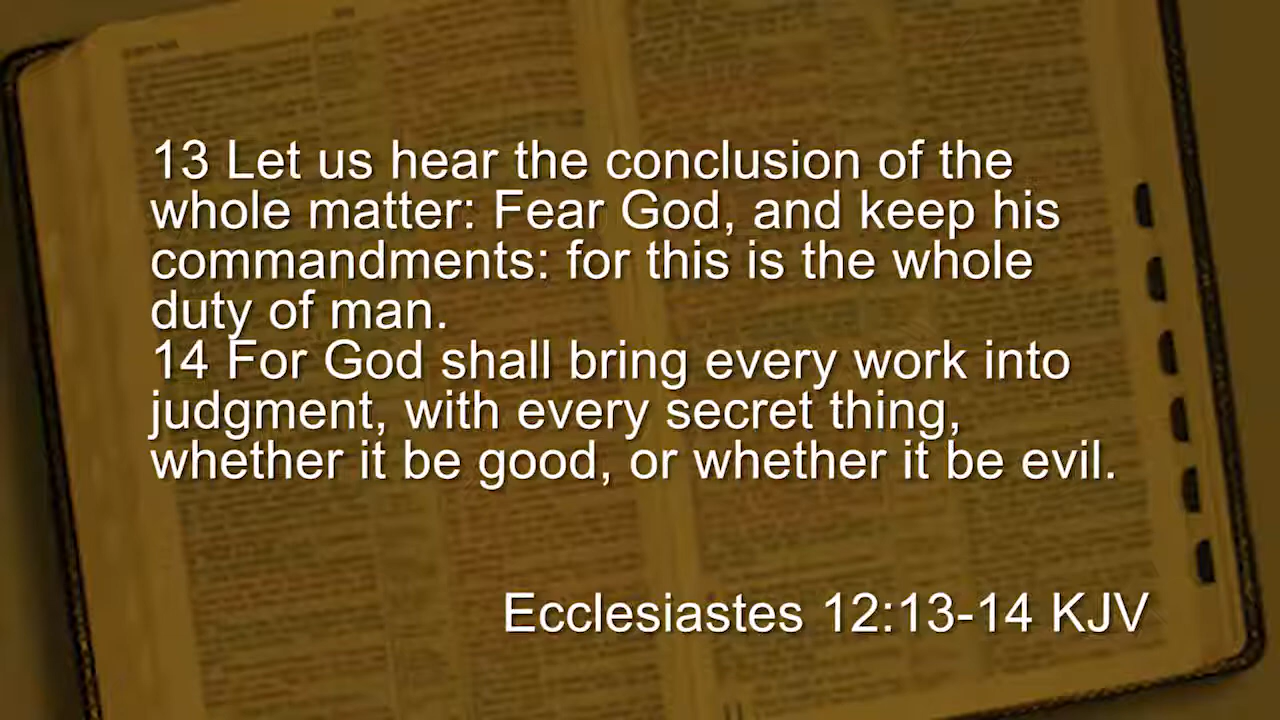 13 Let us hear the conclusion of the
whole matter: Fear God, and keep his
commandments: for this is the whole
duty of man.
14 For God shall bring every work into
judgment, with every secret thing,
whether it be good, or whether it be evil.
Ecclesiastes 12:13-14 KJV